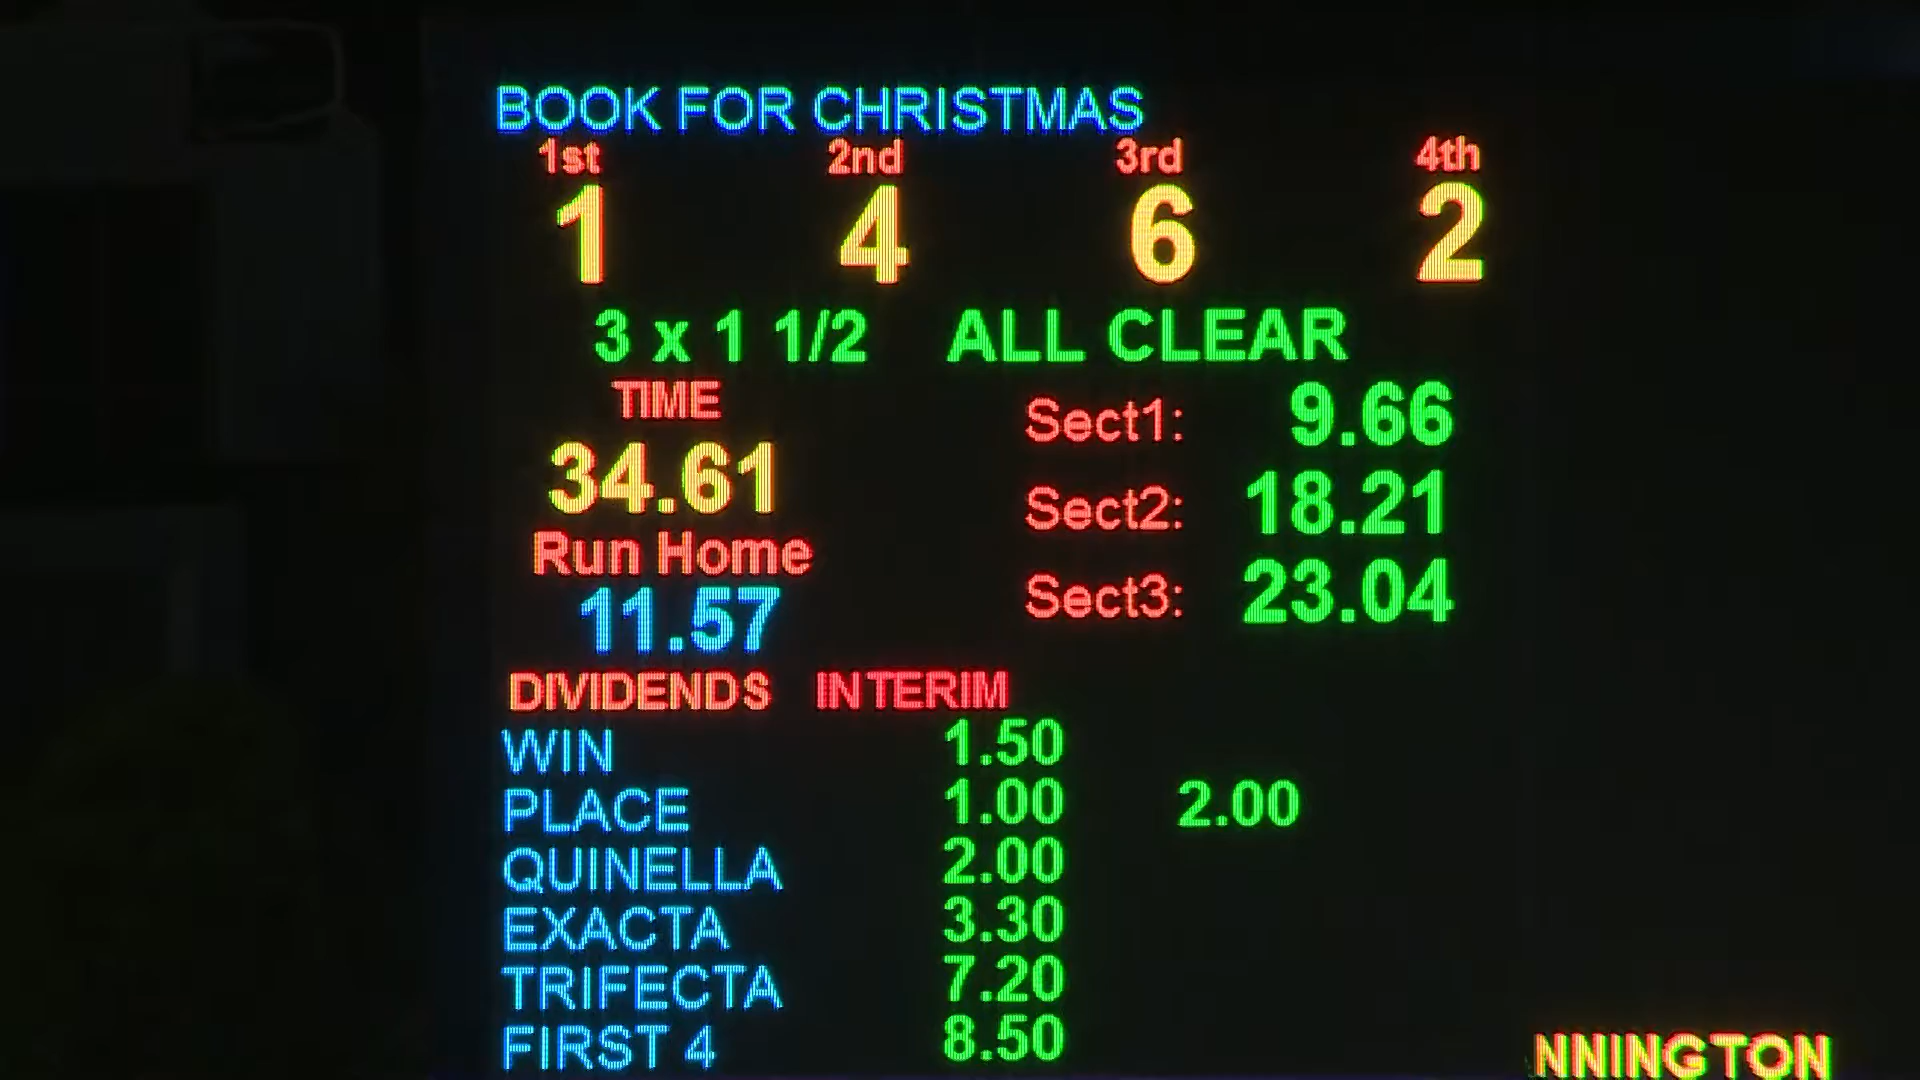 BOOK FOR CHRISTMAS
1st 2nd 3rd 4th
1 4 6 2
3 x 1 1/2 ALL CLEAR
TIME
34.61
Run Home
11.57
Sect1: 9.66
Sect2: 18.21
Sect3: 23.04
DIVIDENDS INTERIM
WIN 1.50
PLACE 1.00 2.00
QUINELLA 2.00
EXACTA 3.30
TRIFECTA 7.20
FIRST 4 8.50
NNINGTON